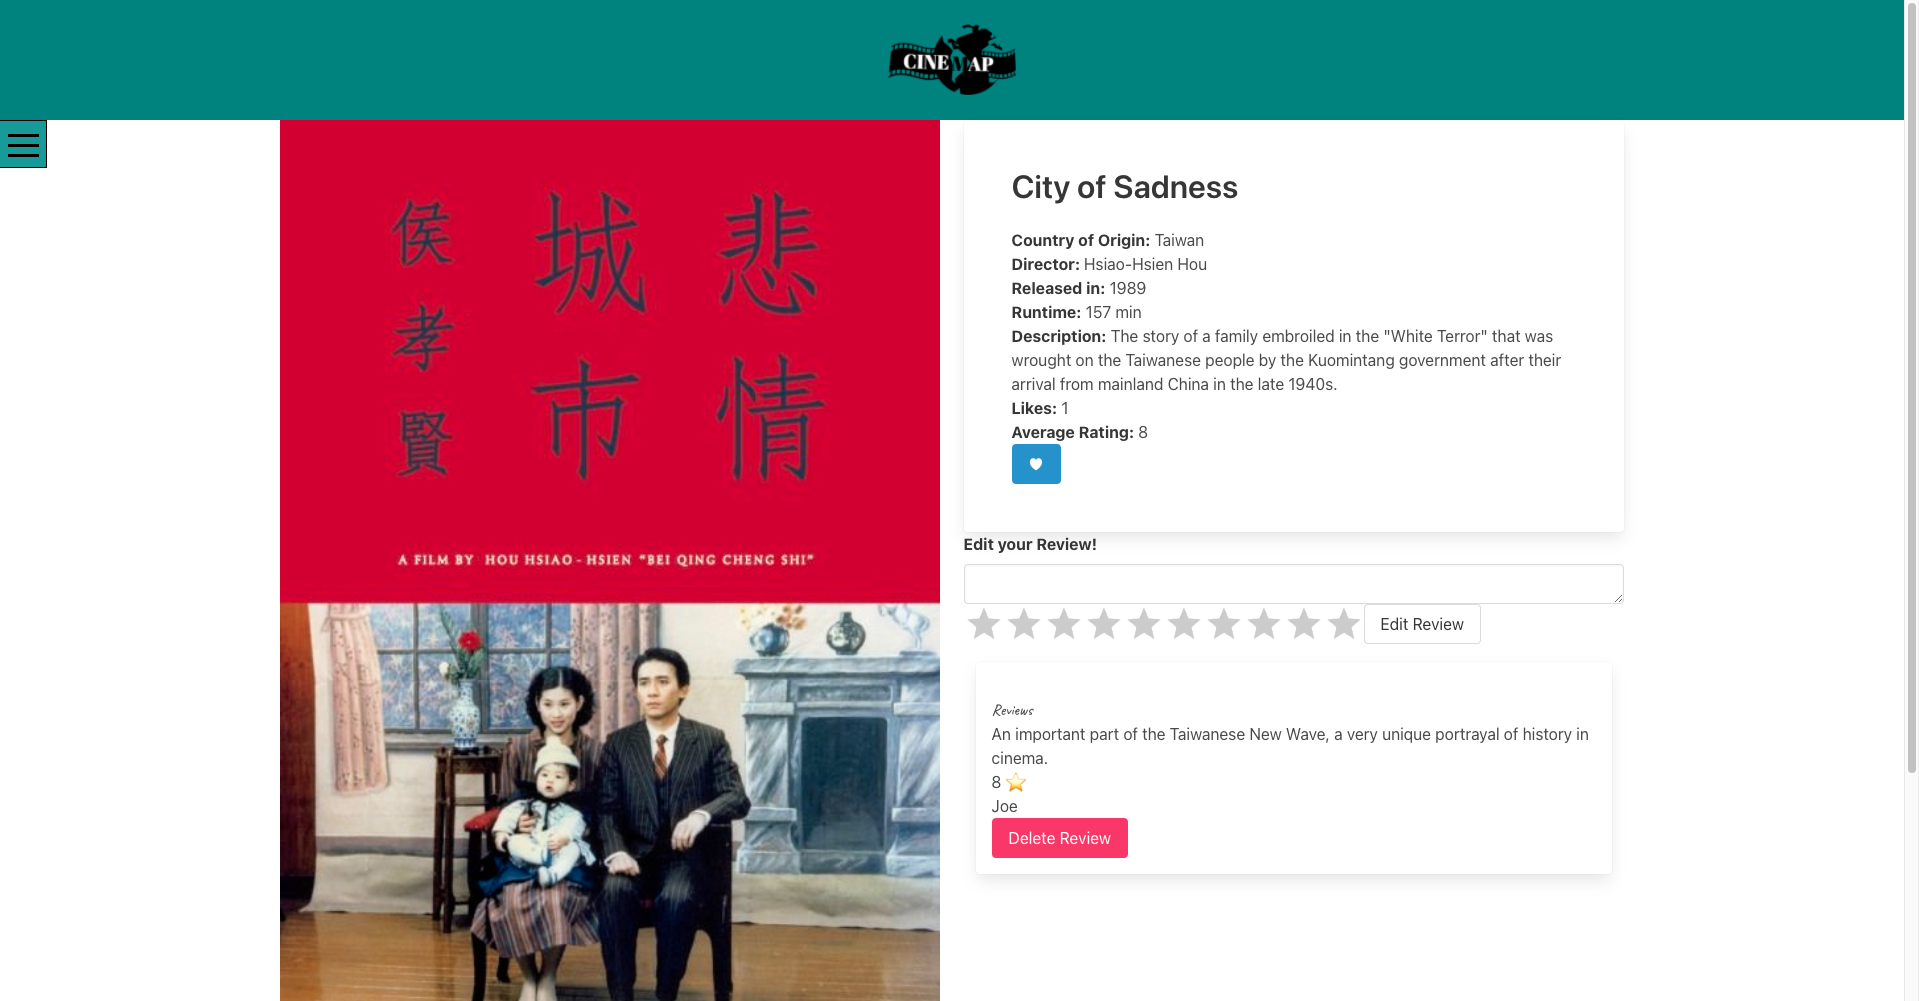 CINEMAP
悲情
城市
侯孝賢
A FILM BY HOU HSIAO-HSIEN "BEI QING CHENG SHI"
City of Sadness
Country of Origin: Taiwan
Director: Hsiao-Hsien Hou
Released in: 1989
Runtime: 157 min
Description: The story of a family embroiled in the "White Terror" that was
wrought on the Taiwanese people by the Kuomintang government after their
arrival from mainland China in the late 1940s.
Likes: 1
Average Rating: 8
Edit your Review!
Edit Review
Reviews
An important part of the Taiwanese New Wave, a very unique portrayal of history in
cinema.
8 ⭐
Joe
Delete Review